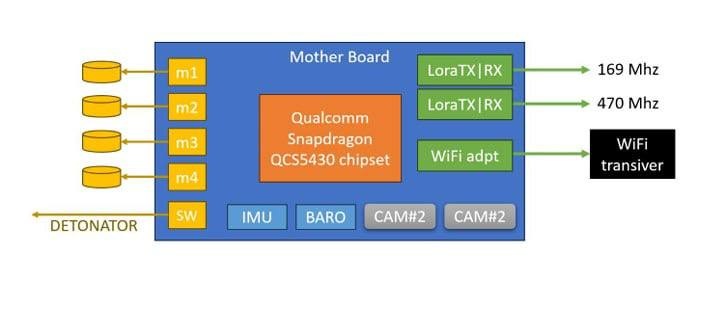 Mother Board
m1
m2
m3
m4
SW
DETONATOR
Qualcomm
Snapdragon
QCS5430 chipset
LoraTX|RX
169 Mhz
LoraTX|RX
470 Mhz
WiFi adpt
WiFi
transiver
IMU
BARO
CAM#2
CAM#2